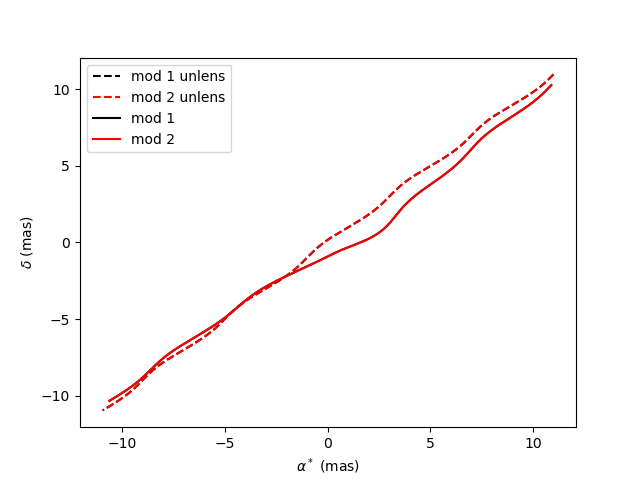 mod 1 unlens
mod 2 unlens
mod 1
mod 2
10
5
0
−5
−10
δ (mas)
−10
−5
0
5
10
α* (mas)